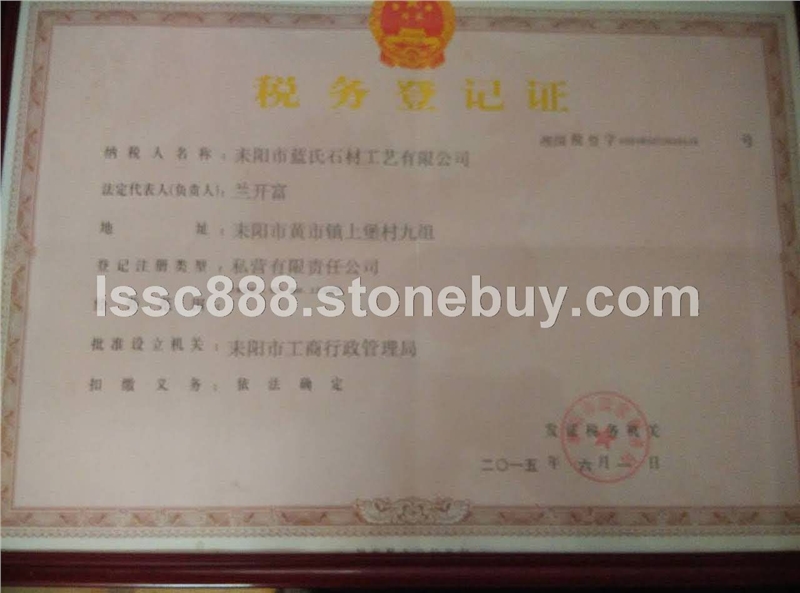 税务登记证
税登字 号
纳税人名称：耒阳市蓝氏石材工艺有限公司
法定代表人(负责人)：兰开富
地址：耒阳市黄市镇上堡村九组
登记注册类型：私营有限责任公司
lssc888.stonebuy.com
批准设立机关：耒阳市工商行政管理局
扣缴义务：依法确定
发证税务机关
二〇一五年六月 日